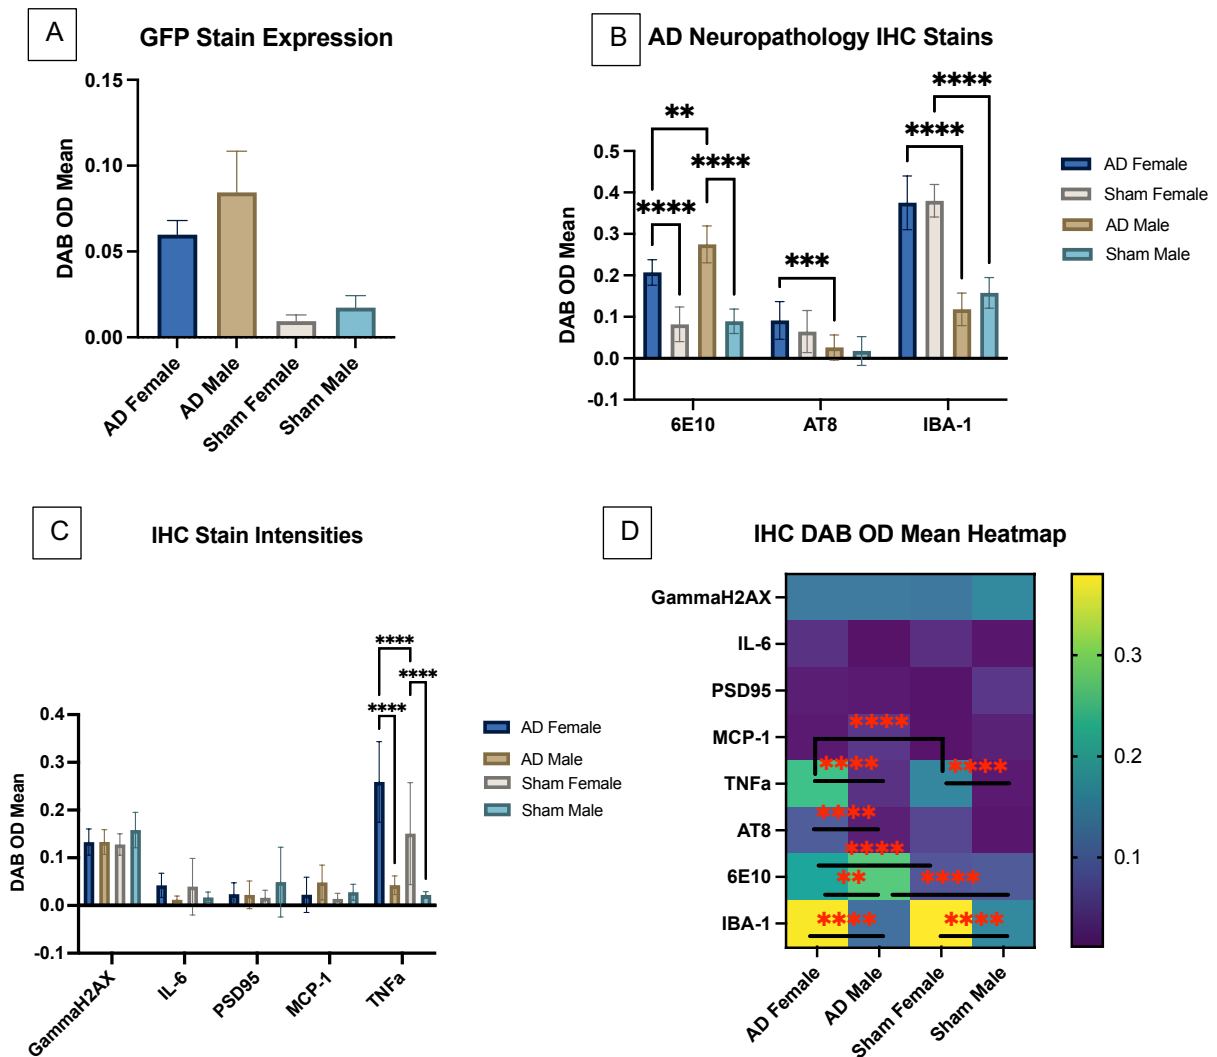 A
GFP Stain Expression
DAB OD Mean
0.15
0.10
0.05
0.00
AD Female
AD Male
Sham Female
Sham Male
B
AD Neuropathology IHC Stains
DAB OD Mean
0.5
0.4
0.3
0.2
0.1
0.0
-0.1
****
**
****
***
****
****
6E10
AT8
IBA-1
AD Female
Sham Female
AD Male
Sham Male
C
IHC Stain Intensities
DAB OD Mean
0.4
0.3
0.2
0.1
0.0
-0.1
****
****
****
GammaH2AX
IL-6
PSD95
MCP-1
TNFa
AD Female
AD Male
Sham Female
Sham Male
D
IHC DAB OD Mean Heatmap
GammaH2AX
IL-6
PSD95
MCP-1
TNFa
AT8
6E10
IBA-1
****
**** ****
****
****
** ****
**** ****
AD Female
AD Male
Sham Female
Sham Male
0.3
0.2
0.1